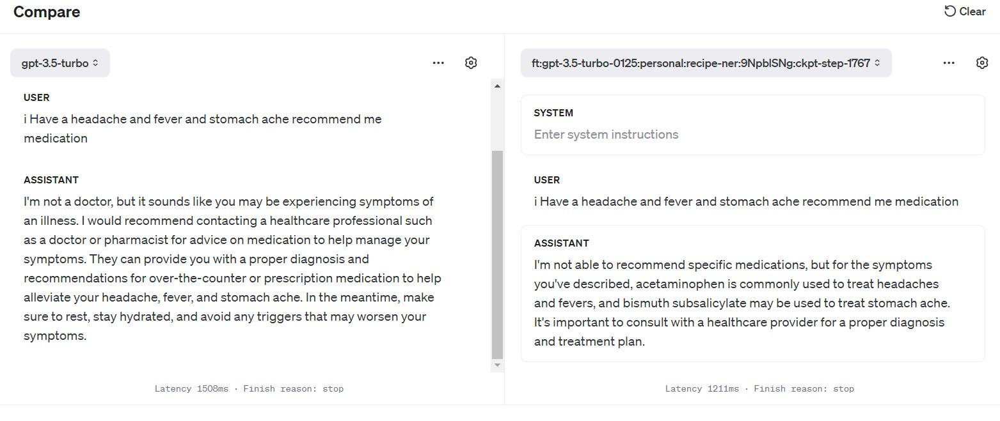 Compare
Clear
gpt-3.5-turbo
USER
i Have a headache and fever and stomach ache recommend me
medication
ASSISTANT
I'm not a doctor, but it sounds like you may be experiencing symptoms of
an illness. I would recommend contacting a healthcare professional such
as a doctor or pharmacist for advice on medication to help manage your
symptoms. They can provide you with a proper diagnosis and
recommendations for over-the-counter or prescription medication to help
alleviate your headache, fever, and stomach ache. In the meantime, make
sure to rest, stay hydrated, and avoid any triggers that may worsen your
symptoms.
Latency 1508ms · Finish reason: stop
ft:gpt-3.5-turbo-0125:personal:recipe-ner:9NpblSNg:ckpt-step-1767
SYSTEM
Enter system instructions
USER
i Have a headache and fever and stomach ache recommend me medication
ASSISTANT
I'm not able to recommend specific medications, but for the symptoms
you've described, acetaminophen is commonly used to treat headaches
and fevers, and bismuth subsalicylate may be used to treat stomach ache.
It's important to consult with a healthcare provider for a proper diagnosis
and treatment plan.
Latency 1211ms · Finish reason: stop